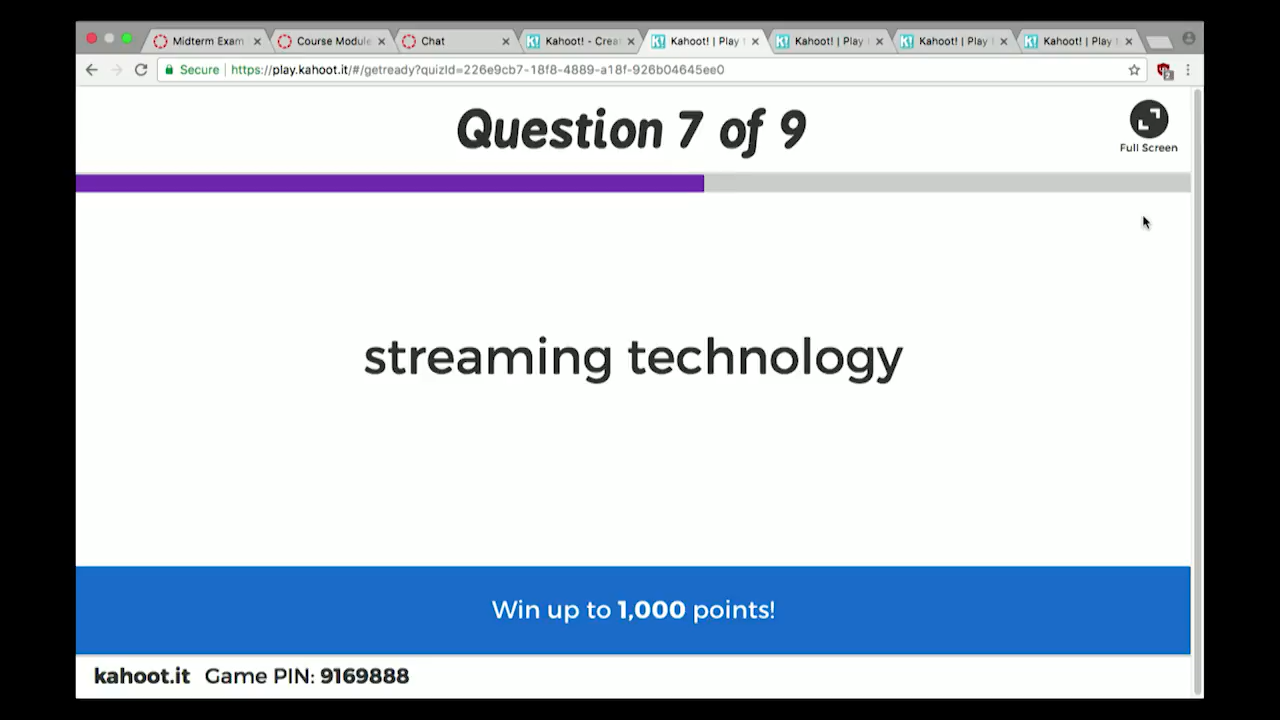 Midterm Exam
Course Module
Chat
Kahoot! - Crea
Kahoot! | Play t
Kahoot! | Play
Kahoot! | Play
Kahoot! | Play
Secure
https://play.kahoot.it/#/getready?quizId=226e9cb7-18f8-4889-a18f-926b04645ee0
2
Question 7 of 9
Full Screen
streaming technology
Win up to 1,000 points!
kahoot.it Game PIN: 9169888